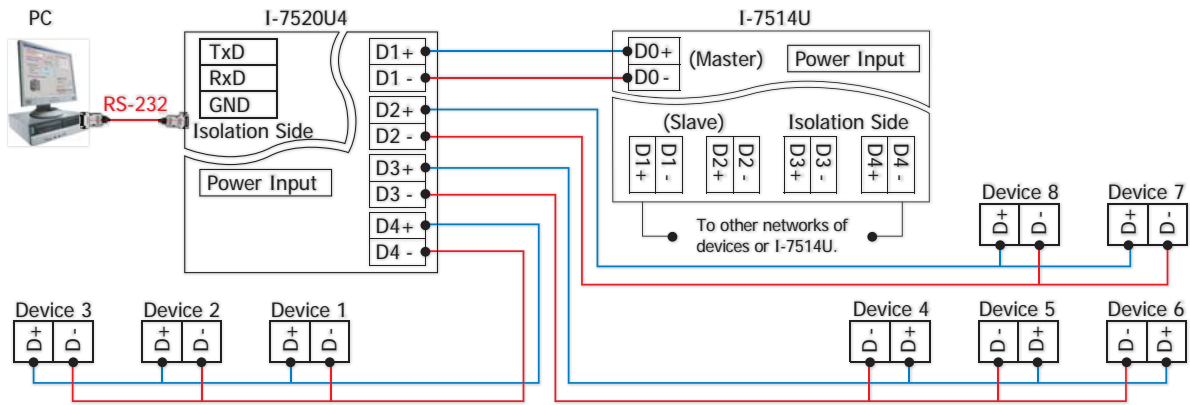 PC
I-7520U4
I-7514U
TxD
RxD
GND
Isolation Side
Power Input
RS-232
D1+
D1 -
D2+
D2 -
D3+
D3 -
D4+
D4 -
D0+
D0 -
(Master)
Power Input
(Slave)
Isolation Side
D1+
D1 -
D2+
D2 -
D3+
D3 -
D4+
D4 -
To other networks of
devices or I-7514U.
Device 8
D+
D-
Device 7
D+
D-
Device 3
D+
D-
Device 2
D+
D-
Device 1
D+
D-
Device 4
D-
D+
Device 5
D-
D+
Device 6
D-
D+